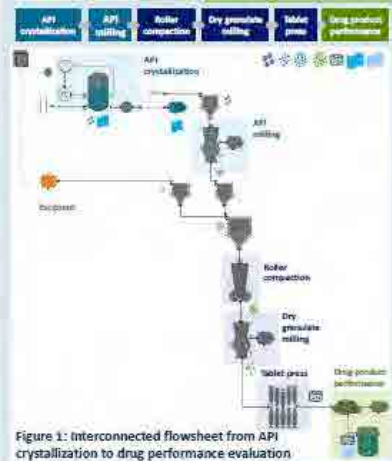 API
crystallization
API
milling
Roller
compaction
Dry granulate
milling
Tablet
press
Drug product
performance
API
crystallization
API
milling
Excipient
Roller
compaction
Dry
granulate
milling
Tablet press
Drug product
performance
Figure 1: Interconnected flowsheet from API
crystallization to drug performance evaluation